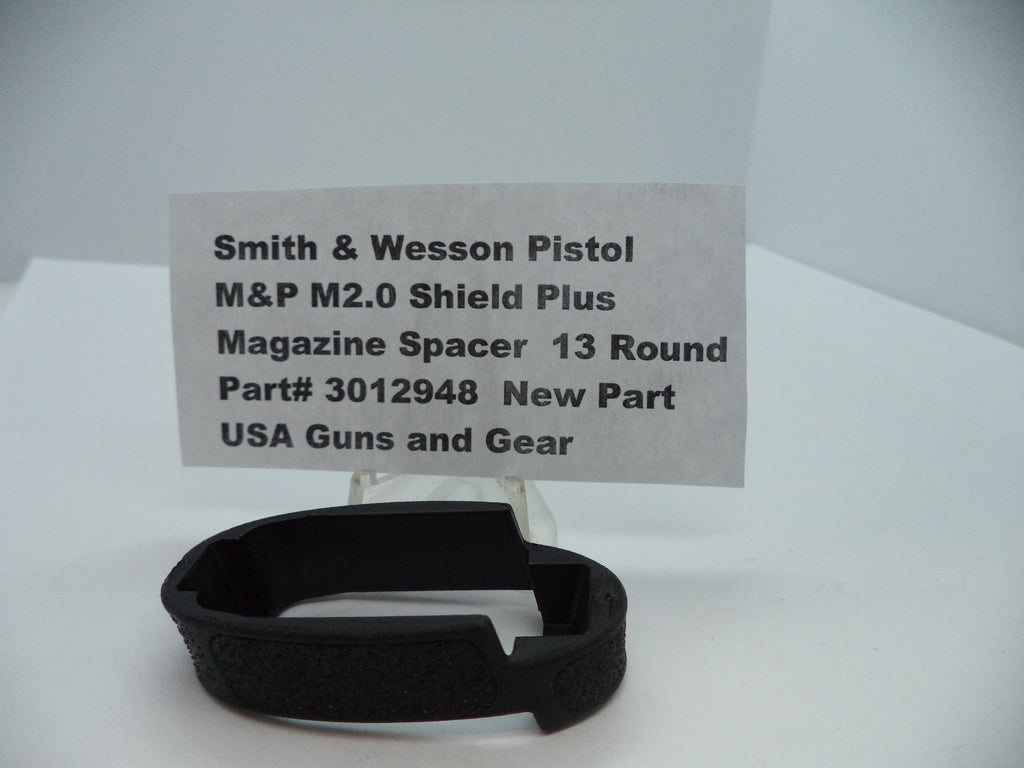 Smith & Wesson Pistol
M&P M2.0 Shield Plus
Magazine Spacer  13 Round
Part# 3012948  New Part
USA Guns and Gear